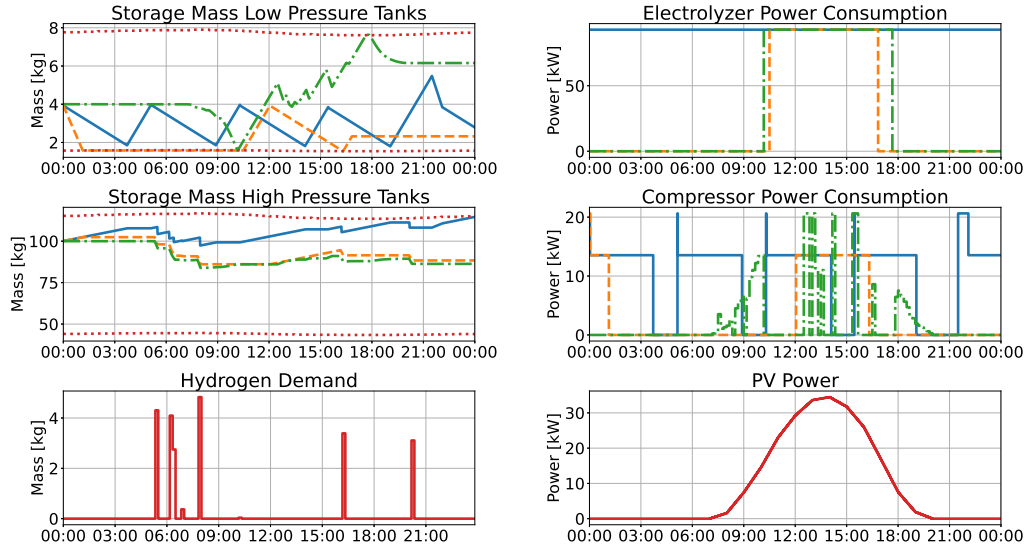 Storage Mass Low Pressure Tanks
Mass [kg]
8
6
4
2
00:00 03:00 06:00 09:00 12:00 15:00 18:00 21:00 00:00
Electrolyzer Power Consumption
Power [kW]
50
0
00:00 03:00 06:00 09:00 12:00 15:00 18:00 21:00 00:00
Storage Mass High Pressure Tanks
Mass [kg]
100
75
50
00:00 03:00 06:00 09:00 12:00 15:00 18:00 21:00 00:00
Compressor Power Consumption
Power [kW]
20
10
0
00:00 03:00 06:00 09:00 12:00 15:00 18:00 21:00 00:00
Hydrogen Demand
Mass [kg]
4
2
0
00:00 03:00 06:00 09:00 12:00 15:00 18:00 21:00
PV Power
Power [kW]
30
20
10
0
00:00 03:00 06:00 09:00 12:00 15:00 18:00 21:00 00:00